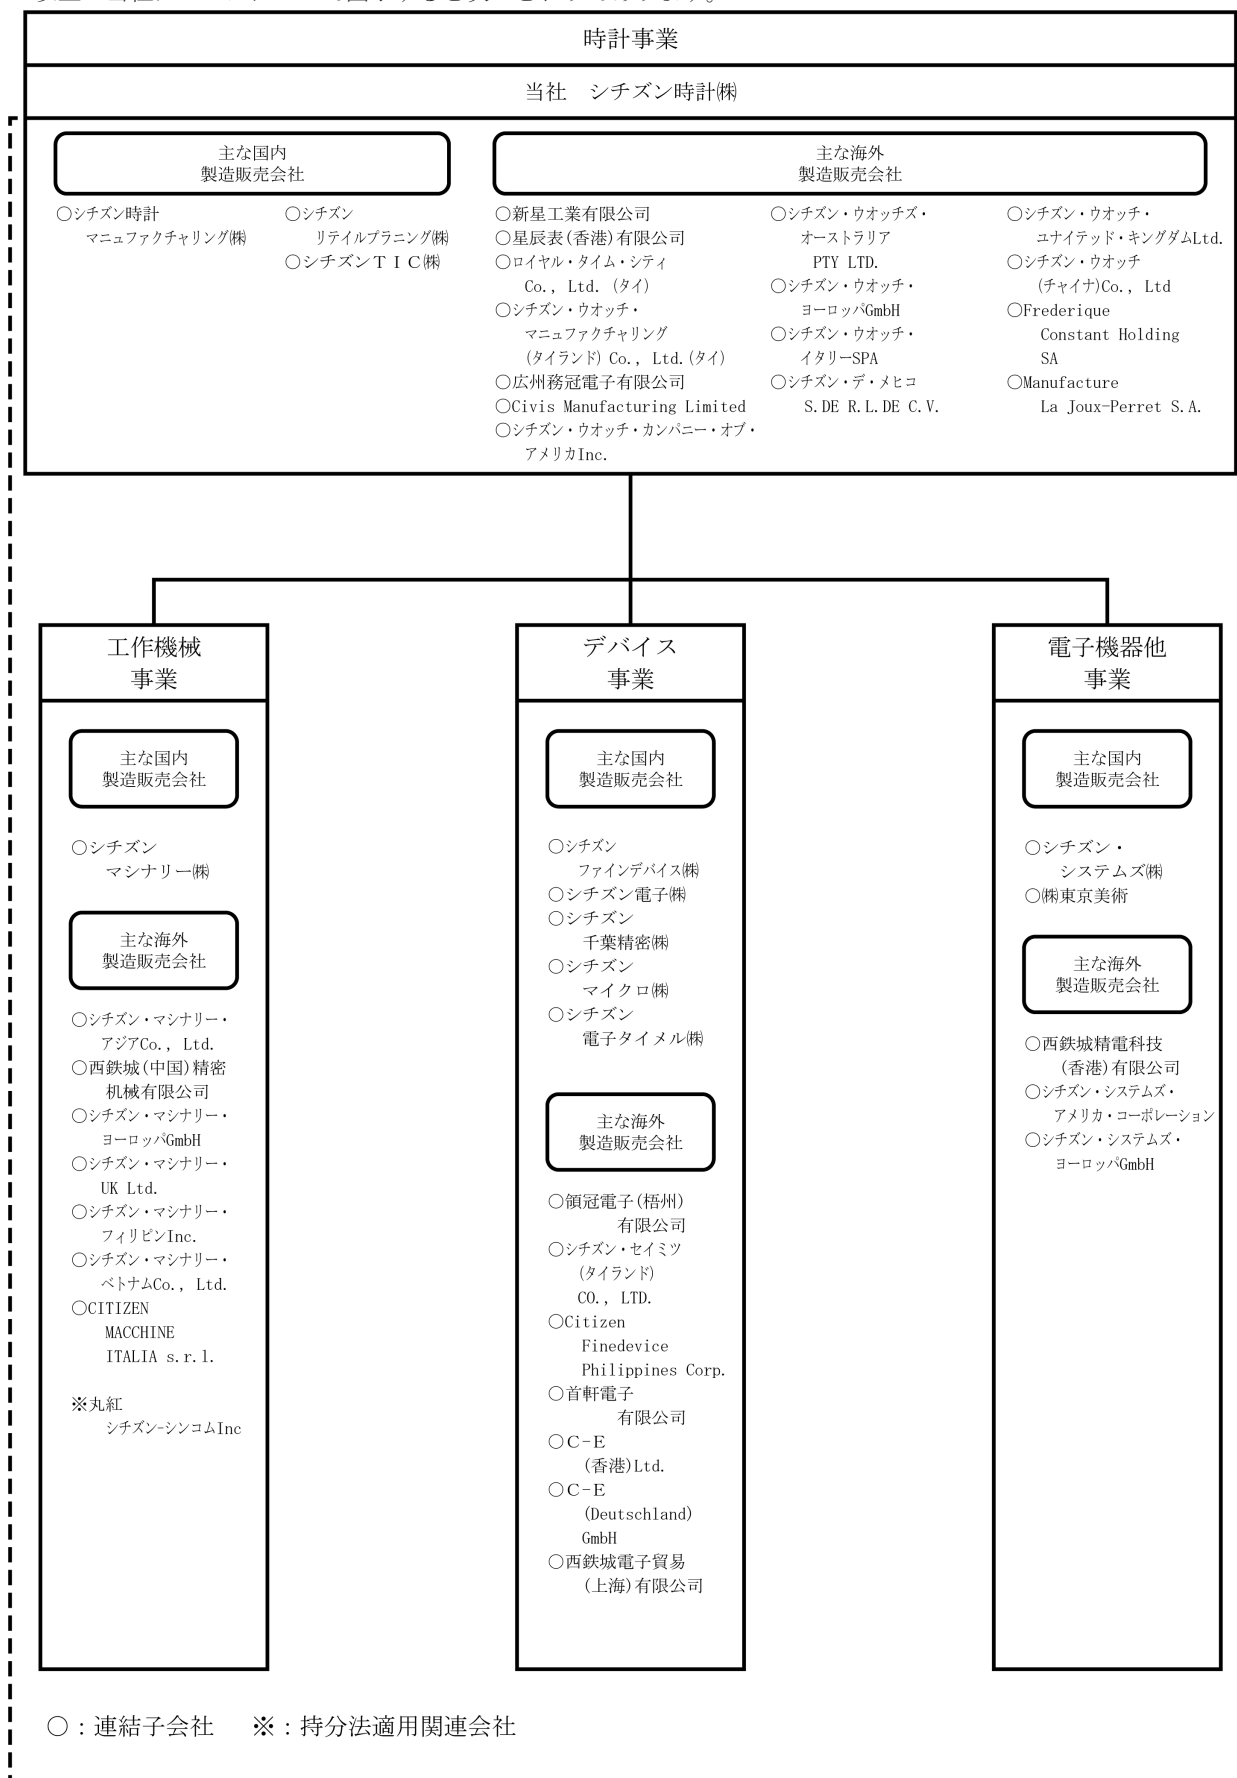 時計事業
当社　シチズン時計㈱
主な国内
製造販売会社
○シチズン時計
マニュファクチャリング㈱
○シチズン
リテイルプラニング㈱
○シチズンＴＩＣ㈱
主な海外
製造販売会社
○新星工業有限公司
○星辰表(香港)有限公司
○ロイヤル・タイム・シティ
Co., Ltd. (タイ)
○シチズン・ウオッチ・
マニュファクチャリング
(タイランド) Co., Ltd.(タイ)
○広州務冠電子有限公司
○Civis Manufacturing Limited
○シチズン・ウオッチ・カンパニー・オブ・
アメリカInc.
○シチズン・ウオッチズ・
オーストラリア
PTY LTD.
○シチズン・ウオッチ・
ヨーロッパGmbH
○シチズン・ウオッチ・
イタリーSPA
○シチズン・デ・メヒコ
S.DE R.L.DE C.V.
○シチズン・ウオッチ・
ユナイテッド・キングダムLtd.
○シチズン・ウオッチ
(チャイナ)Co., Ltd
○Frederique
Constant Holding
SA
○Manufacture
La Joux-Perret S.A.
工作機械
事業
主な国内
製造販売会社
○シチズン
マシナリー㈱
主な海外
製造販売会社
○シチズン・マシナリー・
アジアCo., Ltd.
○西鉄城(中国)精密
机械有限公司
○シチズン・マシナリー・
ヨーロッパGmbH
○シチズン・マシナリー・
UK Ltd.
○シチズン・マシナリー・
フィリピンInc.
○シチズン・マシナリー・
ベトナムCo., Ltd.
○CITIZEN
MACCHINE
ITALIA s.r.l.
※丸紅
シチズン-シンコムInc
デバイス
事業
主な国内
製造販売会社
○シチズン
ファインデバイス㈱
○シチズン電子㈱
○シチズン
千葉精密㈱
○シチズン
マイクロ㈱
○シチズン
電子タイメル㈱
主な海外
製造販売会社
○領冠電子(梧州)
有限公司
○シチズン・セイミツ
(タイランド)
CO., LTD.
○Citizen
Finedevice
Philippines Corp.
○首軒電子
有限公司
○Ｃ-Ｅ
(香港)Ltd.
○Ｃ-Ｅ
(Deutschland)
GmbH
○西鉄城電子貿易
(上海)有限公司
電子機器他
事業
主な国内
製造販売会社
○シチズン・
システムズ㈱
○㈱東京美術
主な海外
製造販売会社
○西鉄城精電科技
(香港)有限公司
○シチズン・システムズ・
アメリカ・コーポレーション
○シチズン・システムズ・
ヨーロッパGmbH
○：連結子会社　※：持分法適用関連会社